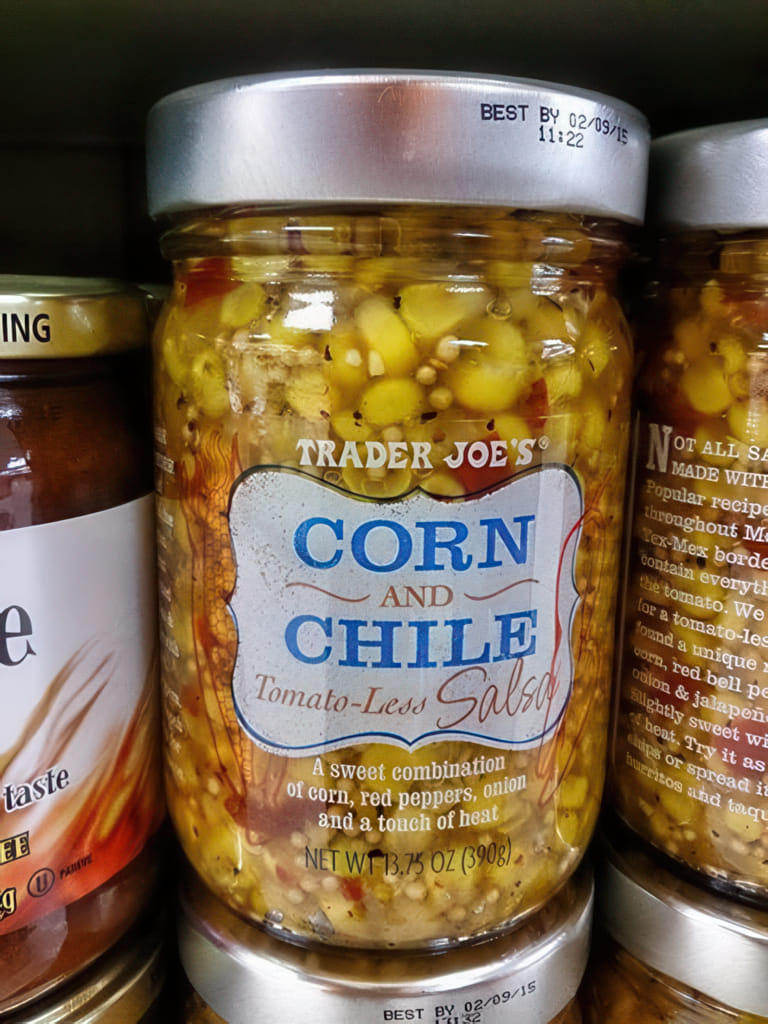 BEST BY 02/09/15
11:22
ING
TRADER JOE'S®
CORN
AND
CHILE
Tomato-Less Salsa
A sweet combination
of corn, red peppers, onion
and a touch of heat
NET WT 13.75 OZ (390g)
e
taste
U PAREVE
NOT ALL SA
MADE WITH
Popular recipe
throughout M
Tex-Mex borde
contain everyth
the tomato. We
for a tomato-les
found a unique
corn, red bell pe
onion & jalapeñ
slightly sweet wi
of heat. Try it as
chips or spread i
burritos and taqu
BEST BY 02/09/15
11:32